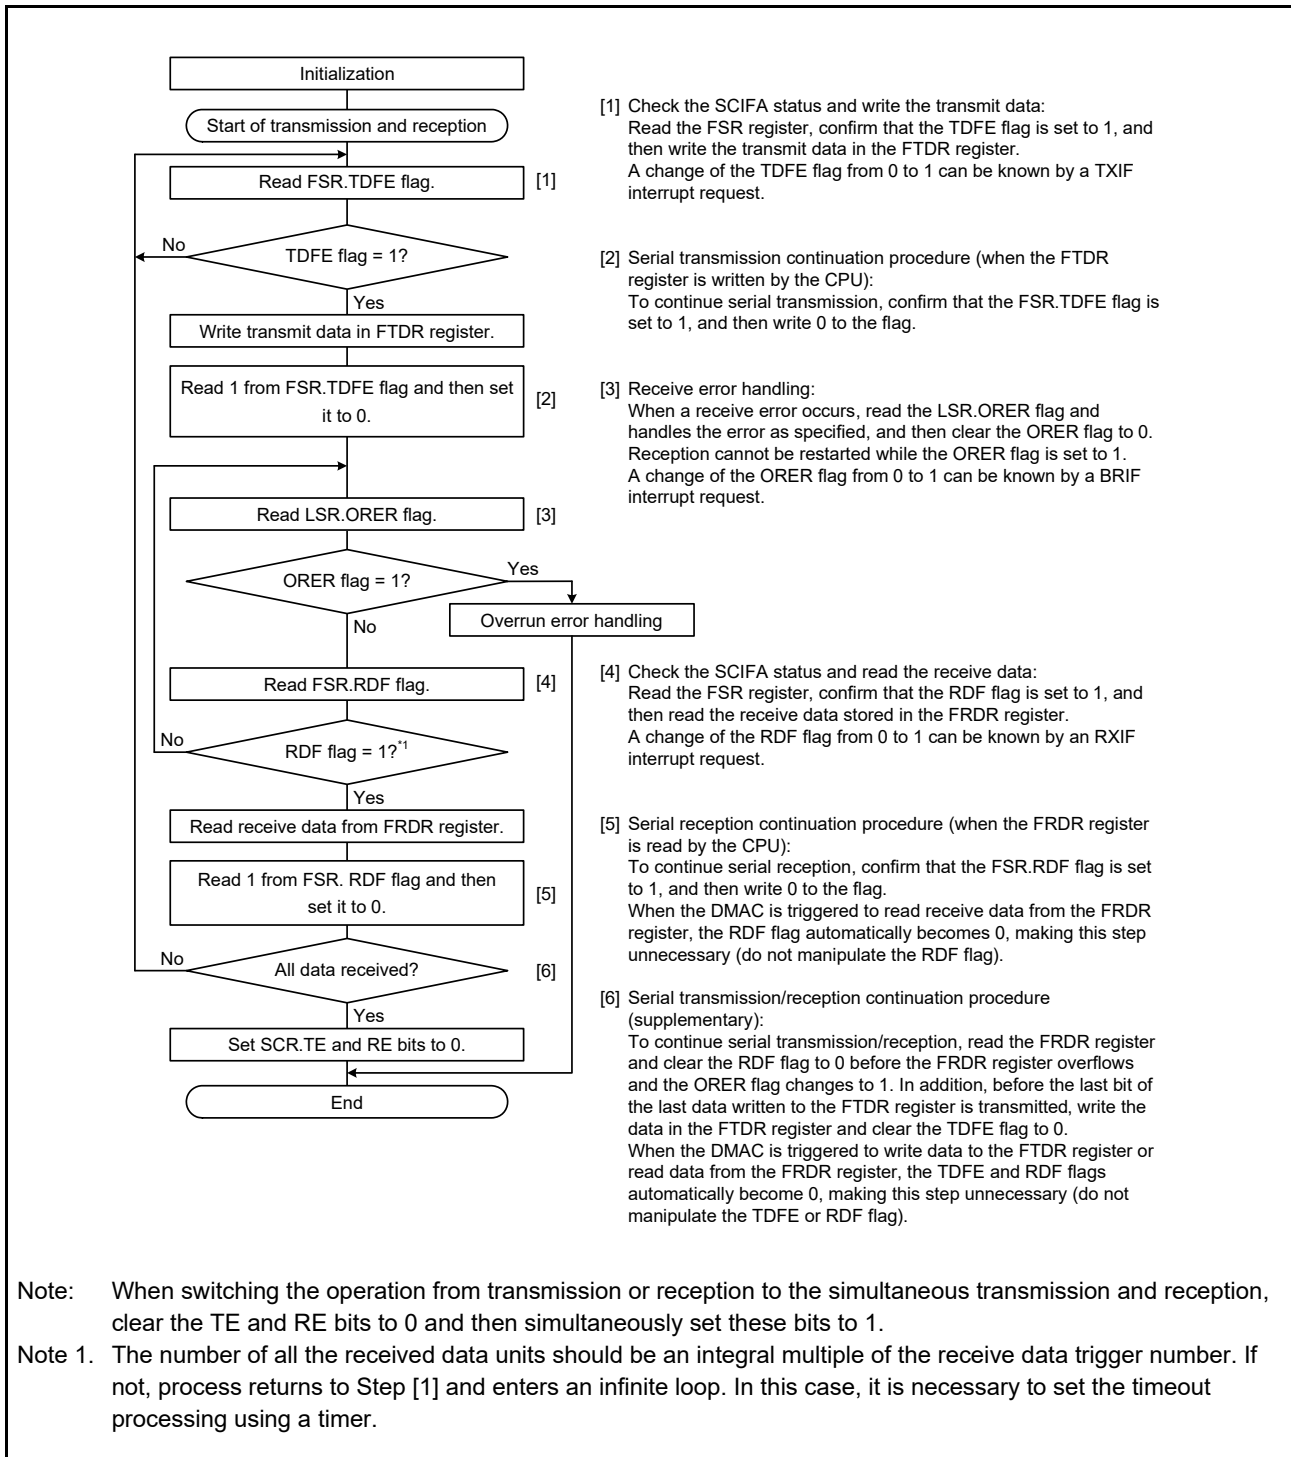 Initialization
Start of transmission and reception
Read FSR.TDFE flag.
[1]
No
TDFE flag = 1?
Yes
Write transmit data in FTDR register.
Read 1 from FSR.TDFE flag and then set
it to 0.
[2]
Read LSR.ORER flag.
[3]
ORER flag = 1?
Yes
Overrun error handling
No
Read FSR.RDF flag.
[4]
No
RDF flag = 1?*1
Yes
Read receive data from FRDR register.
Read 1 from FSR. RDF flag and then
set it to 0.
[5]
No
All data received?
[6]
Yes
Set SCR.TE and RE bits to 0.
End
[1] Check the SCIFA status and write the transmit data:
Read the FSR register, confirm that the TDFE flag is set to 1, and
then write the transmit data in the FTDR register.
A change of the TDFE flag from 0 to 1 can be known by a TXIF
interrupt request.
[2] Serial transmission continuation procedure (when the FTDR
register is written by the CPU):
To continue serial transmission, confirm that the FSR.TDFE flag is
set to 1, and then write 0 to the flag.
[3] Receive error handling:
When a receive error occurs, read the LSR.ORER flag and
handles the error as specified, and then clear the ORER flag to 0.
Reception cannot be restarted while the ORER flag is set to 1.
A change of the ORER flag from 0 to 1 can be known by a BRIF
interrupt request.
[4] Check the SCIFA status and read the receive data:
Read the FSR register, confirm that the RDF flag is set to 1, and
then read the receive data stored in the FRDR register.
A change of the RDF flag from 0 to 1 can be known by an RXIF
interrupt request.
[5] Serial reception continuation procedure (when the FRDR register
is read by the CPU):
To continue serial reception, confirm that the FSR.RDF flag is set
to 1, and then write 0 to the flag.
When the DMAC is triggered to read receive data from the FRDR
register, the RDF flag automatically becomes 0, making this step
unnecessary (do not manipulate the RDF flag).
[6] Serial transmission/reception continuation procedure
(supplementary):
To continue serial transmission/reception, read the FRDR register
and clear the RDF flag to 0 before the FRDR register overflows
and the ORER flag changes to 1. In addition, before the last bit of
the last data written to the FTDR register is transmitted, write the
data in the FTDR register and clear the TDFE flag to 0.
When the DMAC is triggered to write data to the FTDR register or
read data from the FRDR register, the TDFE and RDF flags
automatically become 0, making this step unnecessary (do not
manipulate the TDFE or RDF flag).
Note: When switching the operation from transmission or reception to the simultaneous transmission and reception,
clear the TE and RE bits to 0 and then simultaneously set these bits to 1.
Note 1. The number of all the received data units should be an integral multiple of the receive data trigger number. If
not, process returns to Step [1] and enters an infinite loop. In this case, it is necessary to set the timeout
processing using a timer.